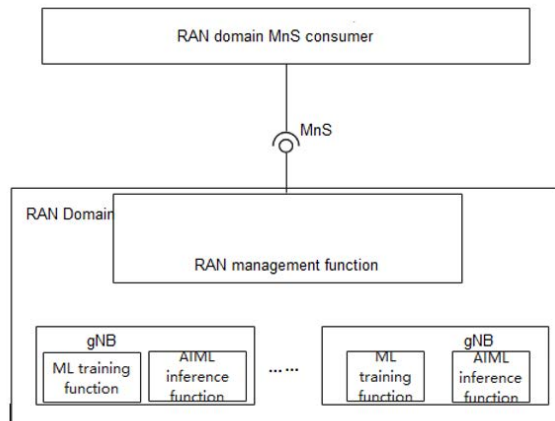 RAN domain MnS consumer
MnS
RAN Domain
RAN management function
gNB
ML training
function
AIML
inference
function
... ...
gNB
ML
training
function
AIML
inference
function